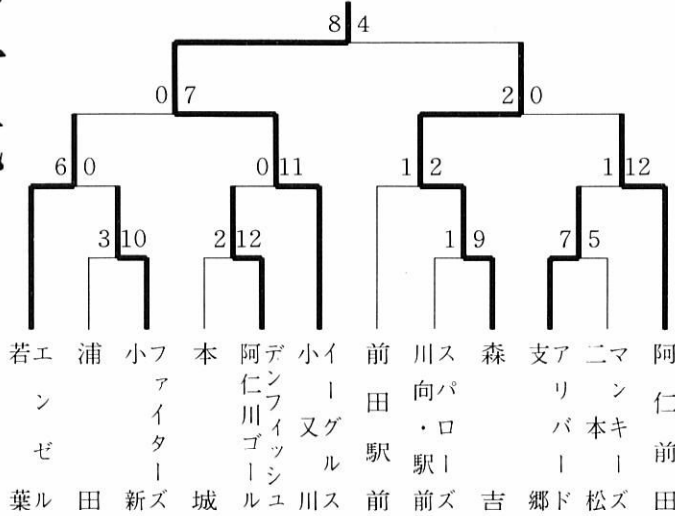 8 4
0 7
2 0
6 0
0 11
1 2
1 12
3 10
2 12
1 9
7 5
若葉エンゼル
浦田
小新ファイターズ
本城
阿仁川ゴールデンフィッシュ
小又川イーグルス
前田駅前
川向・駅前スパローズ
森吉
支郷アリバード
二本松マンキーズ
阿仁前田